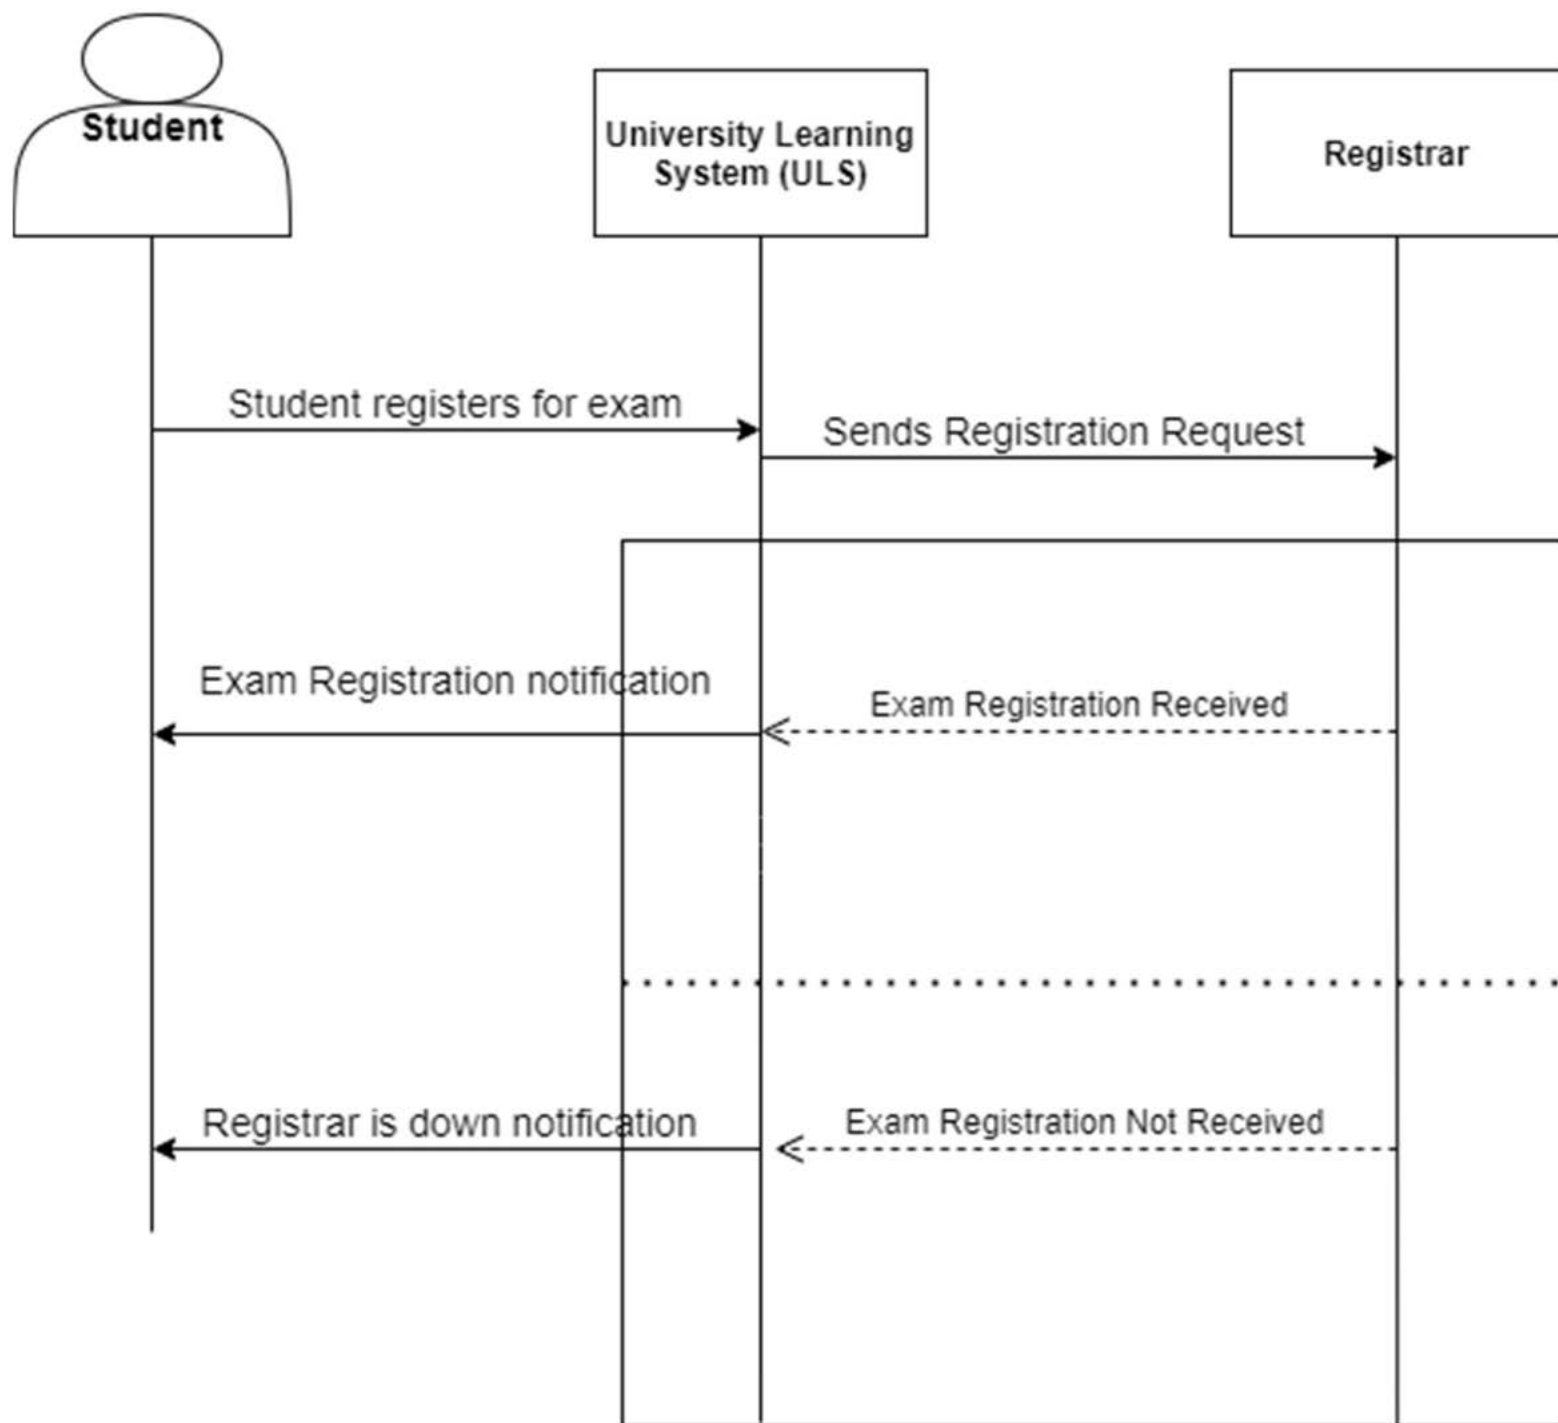 Student
University Learning
System (ULS)
Registrar
Student registers for exam
Sends Registration Request
Exam Registration notification
Exam Registration Received
Registrar is down notification
Exam Registration Not Received